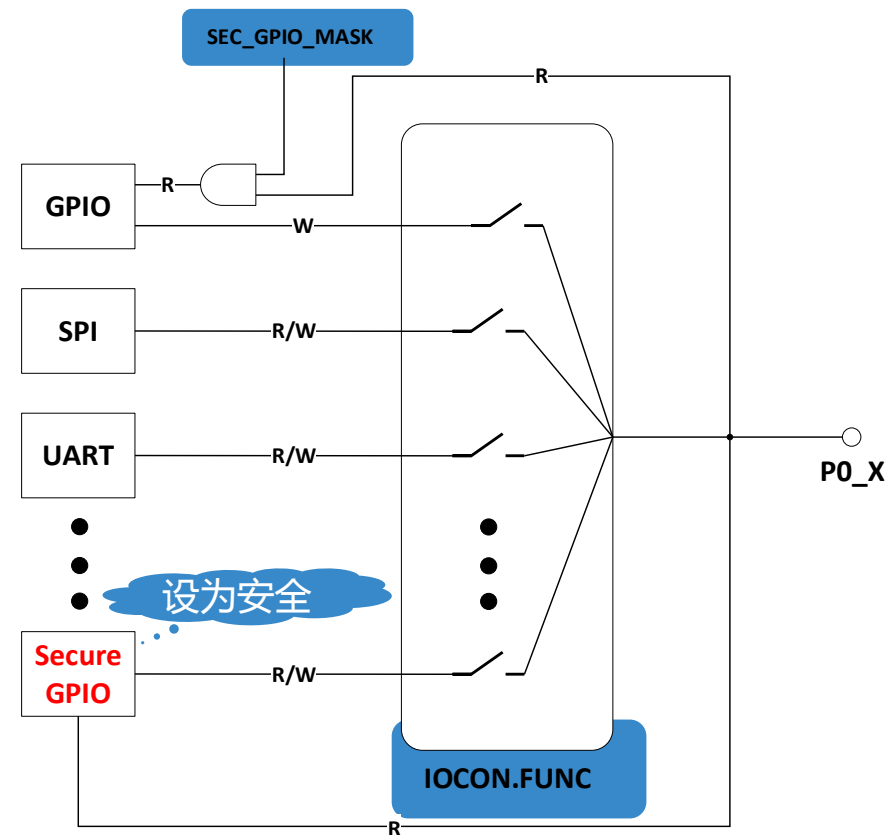 SEC_GPIO_MASK
R
R
GPIO
W
SPI
R/W
UART
R/W
P0_X
设为安全
Secure
GPIO
R/W
IOCON.FUNC
R